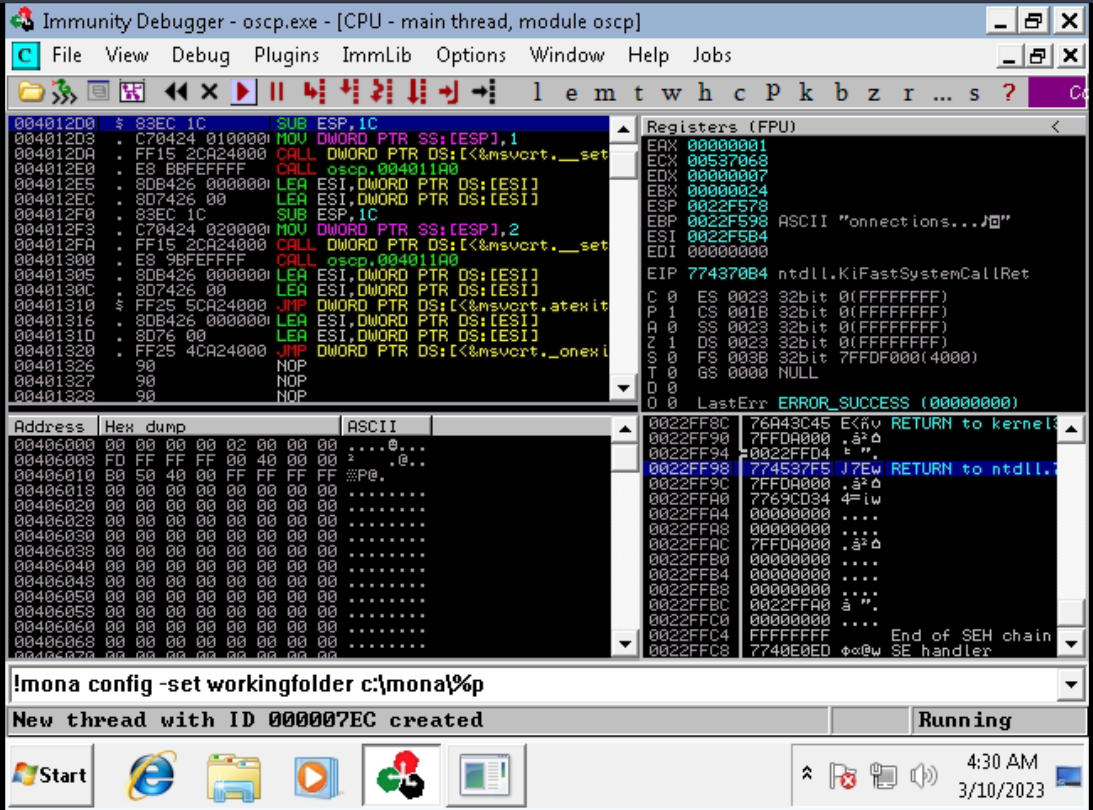 Immunity Debugger - oscp.exe - [CPU - main thread, module oscp]
C File View Debug Plugins ImmLib Options Window Help Jobs
l e m t w h c P k b z r ... s ?
004012D0 $ 83EC 1C SUB ESP,1C
004012D3 . C70424 010000 MOV DWORD PTR SS:[ESP],1
004012DA . FF15 2CA24000 CALL DWORD PTR DS:[<&msvcrt.__set
004012E0 . E8 BBFEFFFF CALL oscp.004011A0
004012E5 . 8DB426 000000 LEA ESI,DWORD PTR DS:[ESI]
004012EC . 8D7426 00 LEA ESI,DWORD PTR DS:[ESI]
004012F0 . 83EC 1C SUB ESP,1C
004012F3 . C70424 020000 MOV DWORD PTR SS:[ESP],2
004012FA . FF15 2CA24000 CALL DWORD PTR DS:[<&msvcrt.__set
00401300 . E8 9BFEFFFF CALL oscp.004011A0
00401305 . 8DB426 000000 LEA ESI,DWORD PTR DS:[ESI]
0040130C . 8D7426 00 LEA ESI,DWORD PTR DS:[ESI]
00401310 $ FF25 5CA24000 JMP DWORD PTR DS:[<&msvcrt.atexit
00401316 . 8DB426 000000 LEA ESI,DWORD PTR DS:[ESI]
0040131D . 8D76 00 LEA ESI,DWORD PTR DS:[ESI]
00401320 . FF25 4CA24000 JMP DWORD PTR DS:[<&msvcrt._onexi
00401326 90 NOP
00401327 90 NOP
00401328 90 NOP
Registers (FPU) <
EAX 00000001
ECX 00537068
EDX 00000007
EBX 00000024
ESP 0022F578
EBP 0022F598 ASCII "onnections...♪◙"
ESI 0022F5B4
EDI 00000000
EIP 774370B4 ntdll.KiFastSystemCallRet
C 0 ES 0023 32bit 0(FFFFFFFF)
P 1 CS 001B 32bit 0(FFFFFFFF)
A 0 SS 0023 32bit 0(FFFFFFFF)
Z 1 DS 0023 32bit 0(FFFFFFFF)
S 0 FS 003B 32bit 7FFDF000(4000)
T 0 GS 0000 NULL
D 0
O 0 LastErr ERROR_SUCCESS (00000000)
Address Hex dump ASCII
00406000 00 00 00 00 02 00 00 00 ....☻...
00406008 FD FF FF FF 00 40 00 00 ² .@..
00406010 B0 50 40 00 FF FF FF FF ░P@.
00406018 00 00 00 00 00 00 00 00 ........
00406020 00 00 00 00 00 00 00 00 ........
00406028 00 00 00 00 00 00 00 00 ........
00406030 00 00 00 00 00 00 00 00 ........
00406038 00 00 00 00 00 00 00 00 ........
00406040 00 00 00 00 00 00 00 00 ........
00406048 00 00 00 00 00 00 00 00 ........
00406050 00 00 00 00 00 00 00 00 ........
00406058 00 00 00 00 00 00 00 00 ........
00406060 00 00 00 00 00 00 00 00 ........
00406068 00 00 00 00 00 00 00 00 ........
0022FF8C 76A43C45 E<ñv RETURN to kernel3
0022FF90 7FFDA000 .á²⌂
0022FF94 0022FFD4 ╘ ".
0022FF98 774537F5 ⌡7Ew RETURN to ntdll.7
0022FF9C 7FFDA000 .á²⌂
0022FFA0 7769CD34 4═iw
0022FFA4 00000000 ....
0022FFA8 00000000 ....
0022FFAC 7FFDA000 .á²⌂
0022FFB0 00000000 ....
0022FFB4 00000000 ....
0022FFB8 00000000 ....
0022FFBC 0022FFA0 á ".
0022FFC0 00000000 ....
0022FFC4 FFFFFFFF End of SEH chain
0022FFC8 7740E0ED φα@w SE handler
!mona config -set workingfolder c:\mona\%p
New thread with ID 000007EC created
Running
Start
4:30 AM
3/10/2023